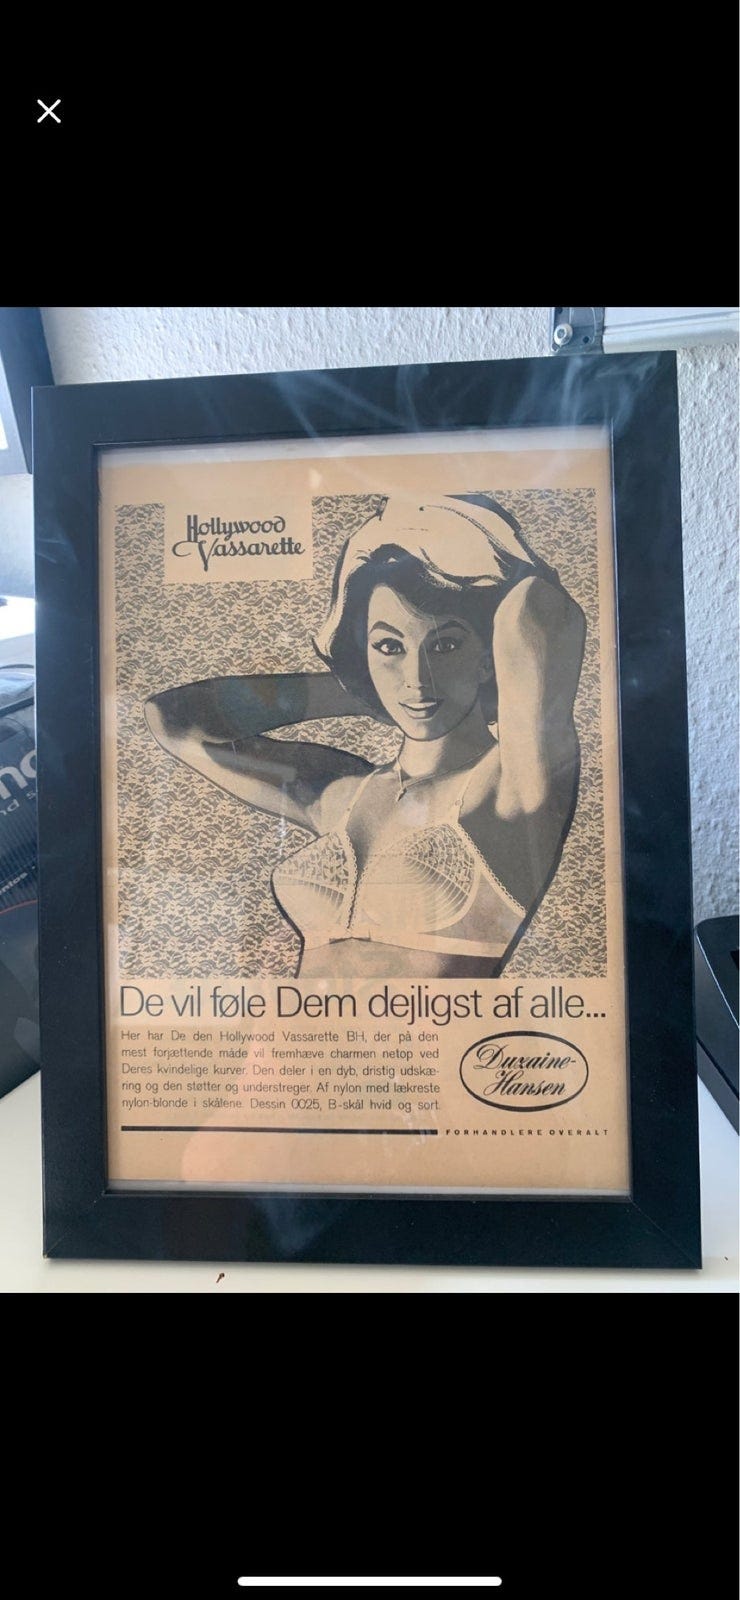 Hollywood
Vassarette
De vil føle Dem dejligst af alle...
Her har De den Hollywood Vassarette BH, der på den
mest forjættende måde vil fremhæve charmen netop ved
Deres kvindelige kurver. Den deler i en dyb, dristig udskæ-
ring og den støtter og understreger. Af nylon med lækreste
nylon-blonde i skålene. Dessin 0025, B-skål hvid og sort.
Duzaine-
Hansen
FORHANDLERE OVERALT